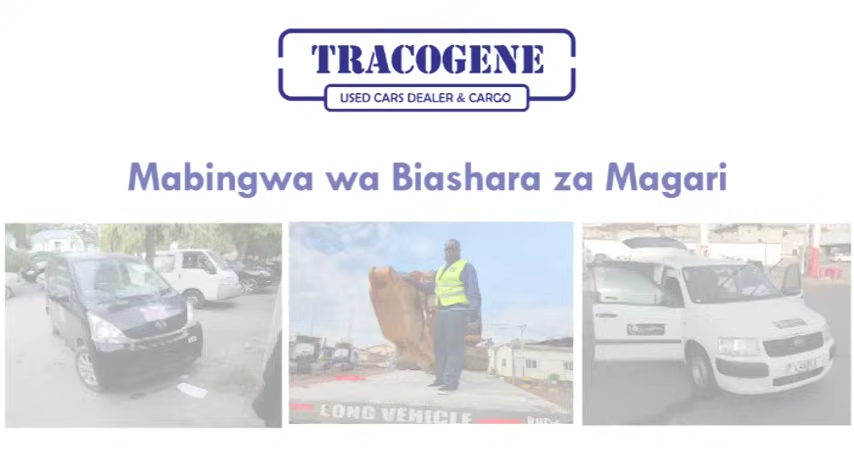 TRACOGENE
USED CARS DEALER & CARGO
Mabingwa wa Biashara za Magari
LONG VEHICLE